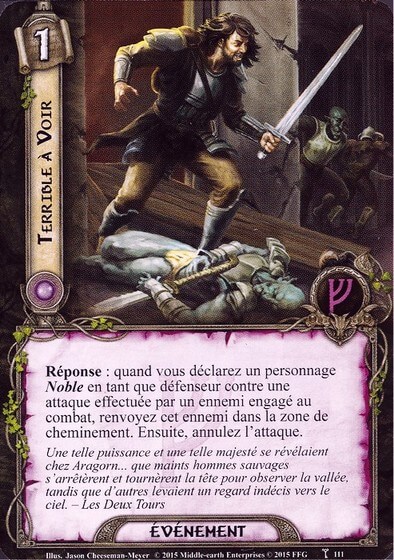 1
TERRIBLE À VOIR
Réponse : quand vous déclarez un personnage
Noble en tant que défenseur contre une
attaque effectuée par un ennemi engagé au
combat, renvoyez cet ennemi dans la zone de
cheminement. Ensuite, annulez l'attaque.
Une telle puissance et une telle majesté se révélaient
chez Aragorn... que maints hommes sauvages
s'arrêtèrent et tournèrent la tête pour observer la vallée,
tandis que d'autres levaient un regard indécis vers le
ciel. – Les Deux Tours
ÉVÉNEMENT
Illus. Jason Cheeseman-Meyer © 2015 Middle-earth Enterprises © 2015 FFG 111